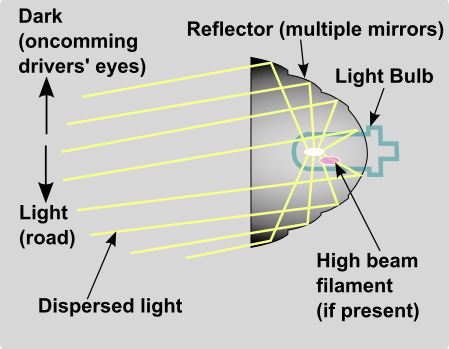 Dark
(oncomming
drivers' eyes)
Reflector (multiple mirrors)
Light Bulb
Light
(road)
Dispersed light
High beam
filament
(if present)